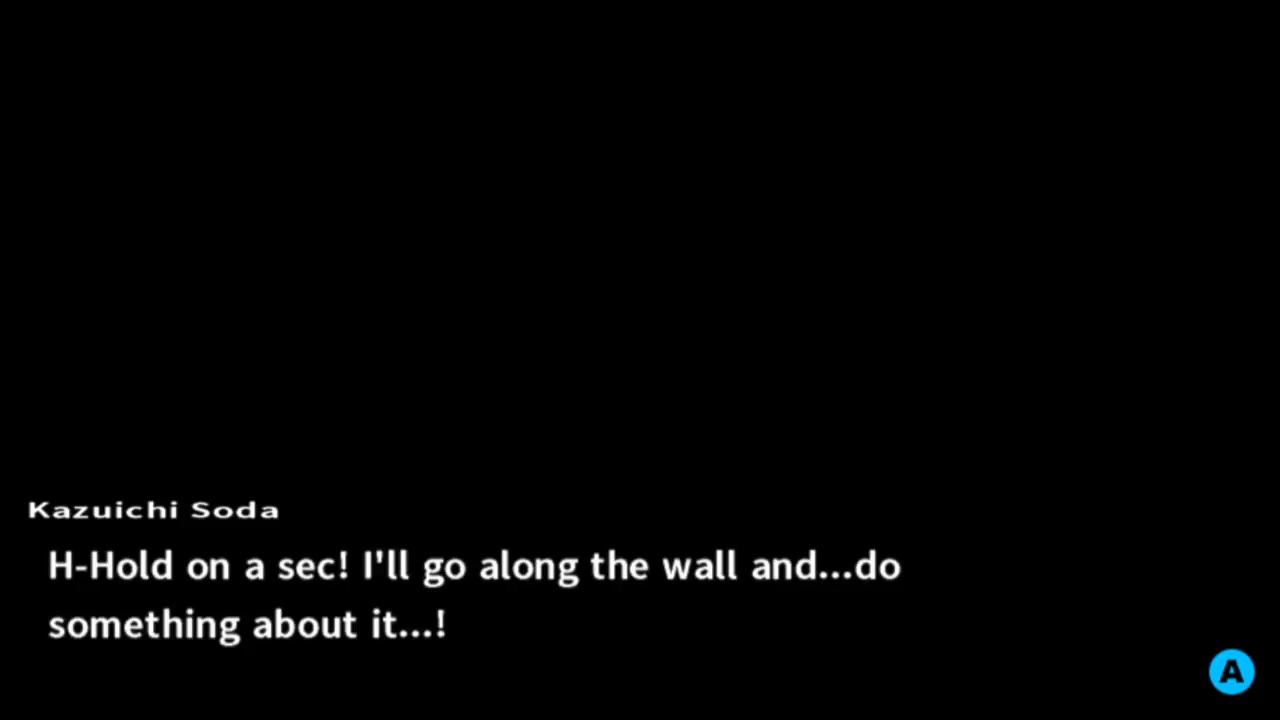 Kazuichi Soda
H-Hold on a sec! I'll go along the wall and...do
something about it...!
A